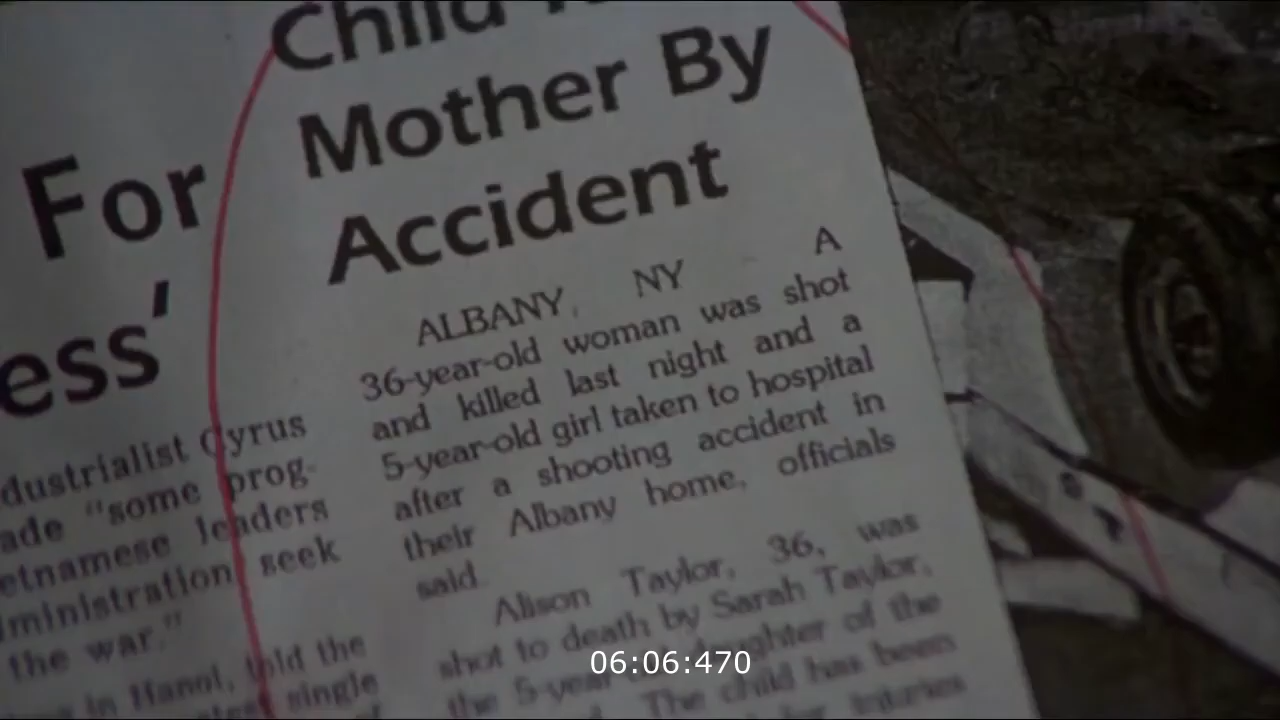 For
ess'
dustrialist Cyrus
ade "some prog-
etnamese leaders
ministration seek
the war."
in Hanoi, told the
single
Child
Mother By
Accident
ALBANY, NY A
36-year-old woman was shot
and killed last night and a
5-year-old girl taken to hospital
after a shooting accident in
their Albany home, officials
said.
Alison Taylor, 36, was
shot to death by Sarah Taylor,
the 5-year daughter of the
The child has been
injuries
06:06:470